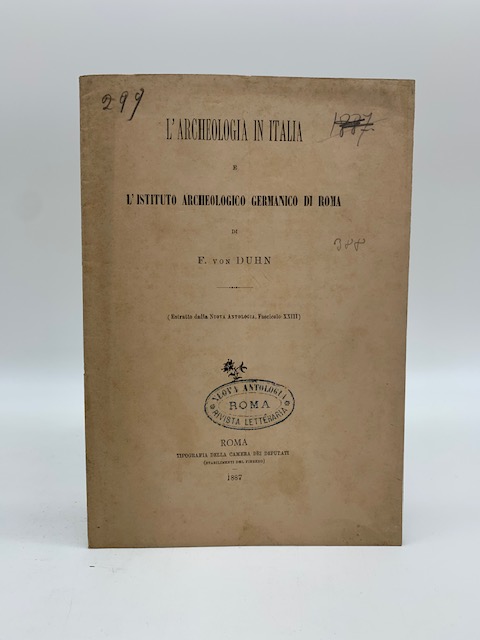 299
1887
L'ARCHEOLOGIA IN ITALIA
E
L'ISTITUTO ARCHEOLOGICO GERMANICO DI ROMA
DI
F. VON DUHN
388
(Estratto dalla NUOVA ANTOLOGIA, Fascicolo XXIII)
NUOVA ANTOLOGIA
ROMA
RIVISTA LETTERARIA
ROMA
TIPOGRAFIA DELLA CAMERA DEI DEPUTATI
(STABILIMENTI DEL FIBRENO)
1887